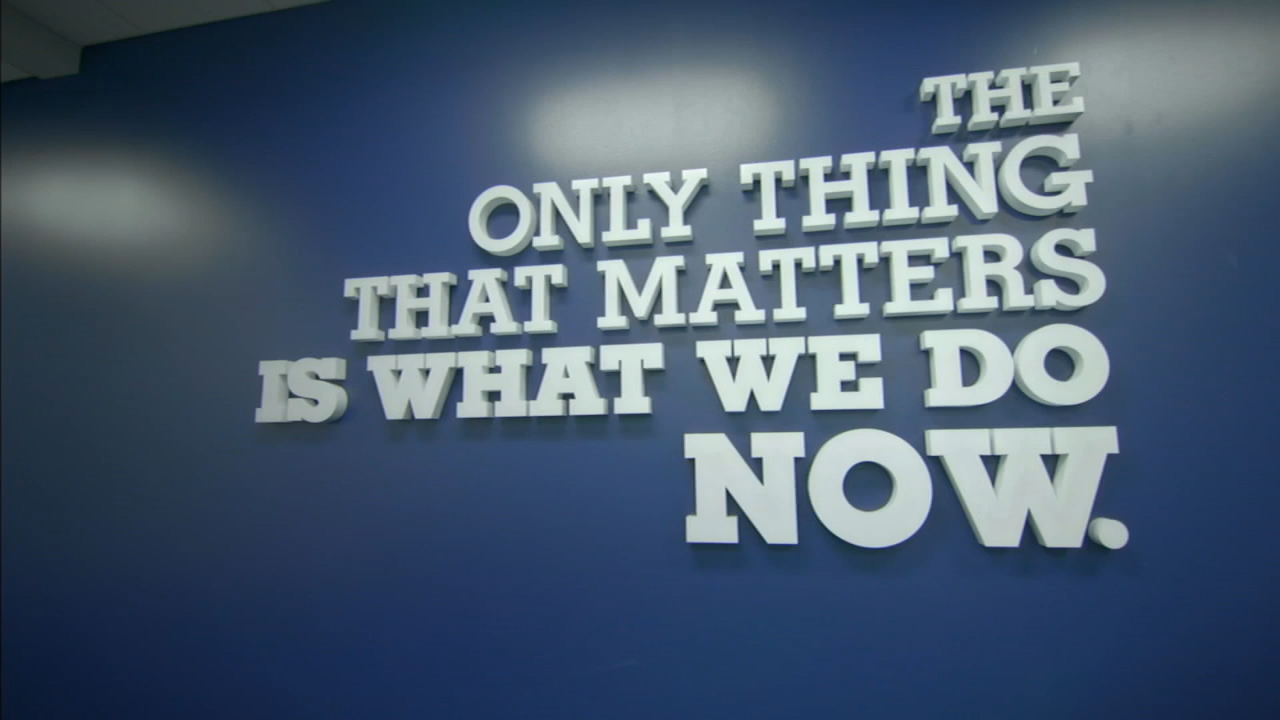 THE
ONLY THING
THAT MATTERS
IS WHAT WE DO
NOW.